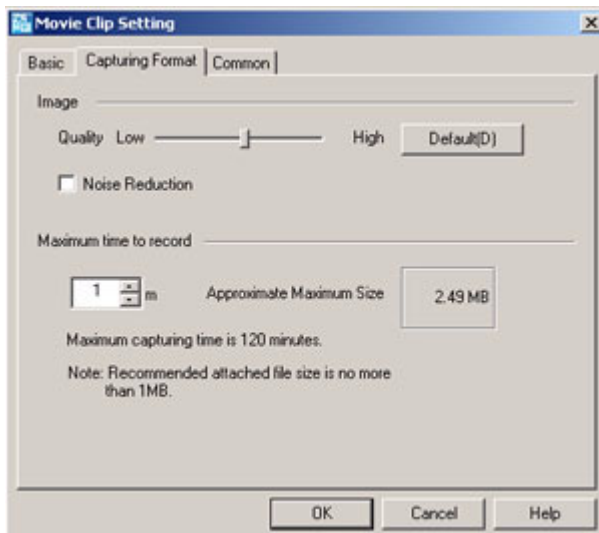 Movie Clip Setting
Basic Capturing Format Common
Image
Quality Low High Default(D)
Noise Reduction
Maximum time to record
1 m Approximate Maximum Size 2.49 MB
Maximum capturing time is 120 minutes.
Note: Recommended attached file size is no more
than 1MB.
OK Cancel Help